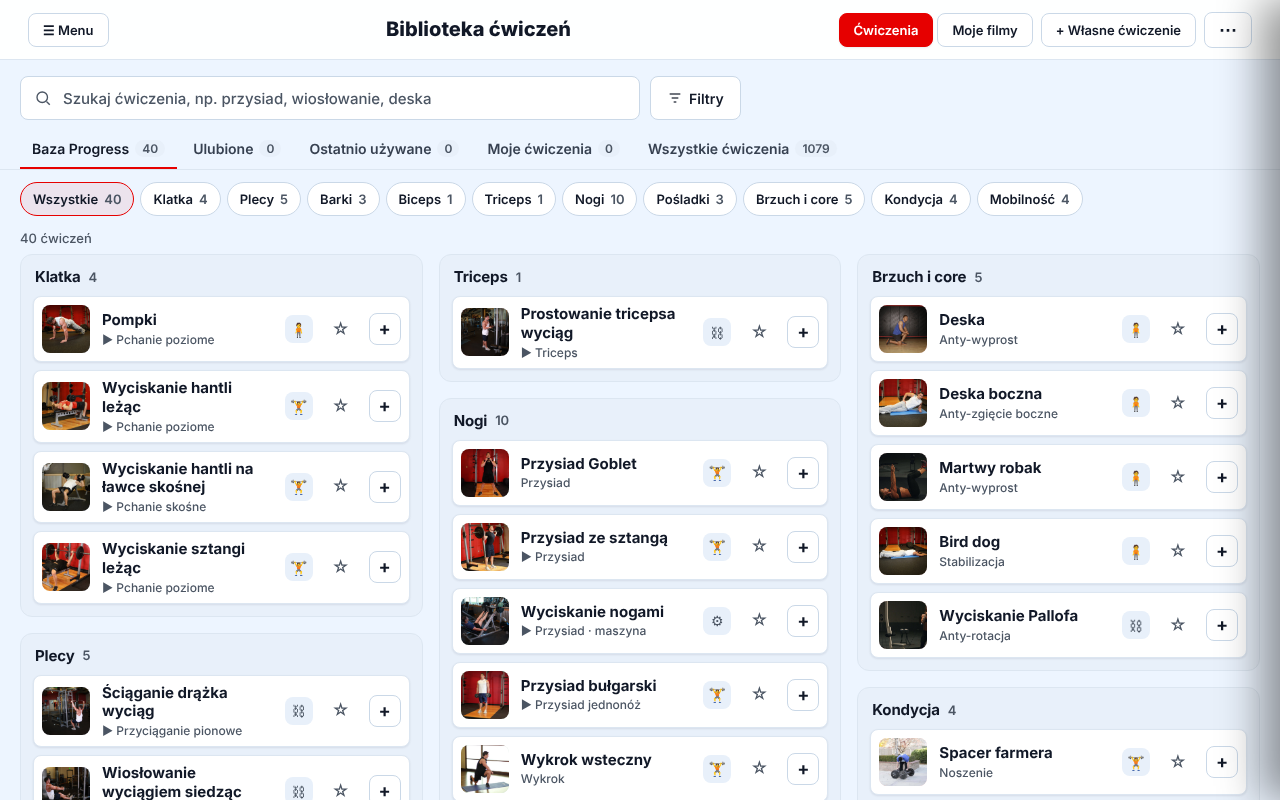 ☰ Menu
Biblioteka ćwiczeń
Ćwiczenia
Moje filmy
+ Własne ćwiczenie
⋯
Szukaj ćwiczenia, np. przysiad, wiosłowanie, deska
Filtry
Baza Progress 40
Ulubione 0
Ostatnio używane 0
Moje ćwiczenia 0
Wszystkie ćwiczenia 1079
Wszystkie 40
Klatka 4
Plecy 5
Barki 3
Biceps 1
Triceps 1
Nogi 10
Pośladki 3
Brzuch i core 5
Kondycja 4
Mobilność 4
40 ćwiczeń
Klatka 4
Pompki
▶ Pchanie poziome
Wyciskanie hantli
leżąc
▶ Pchanie poziome
Wyciskanie hantli na
ławce skośnej
▶ Pchanie skośne
Wyciskanie sztangi
leżąc
▶ Pchanie poziome
Plecy 5
Ściąganie drążka
wyciąg
▶ Przyciąganie pionowe
Wiosłowanie
wyciągiem siedząc
Triceps 1
Prostowanie tricepsa
wyciąg
▶ Triceps
Nogi 10
Przysiad Goblet
Przysiad
Przysiad ze sztangą
▶ Przysiad
Wyciskanie nogami
▶ Przysiad · maszyna
Przysiad bułgarski
▶ Przysiad jednonóż
Wykrok wsteczny
Wykrok
Brzuch i core 5
Deska
Anty-wyprost
Deska boczna
Anty-zgięcie boczne
Martwy robak
Anty-wyprost
Bird dog
Stabilizacja
Wyciskanie Pallofa
Anty-rotacja
Kondycja 4
Spacer farmera
Noszenie